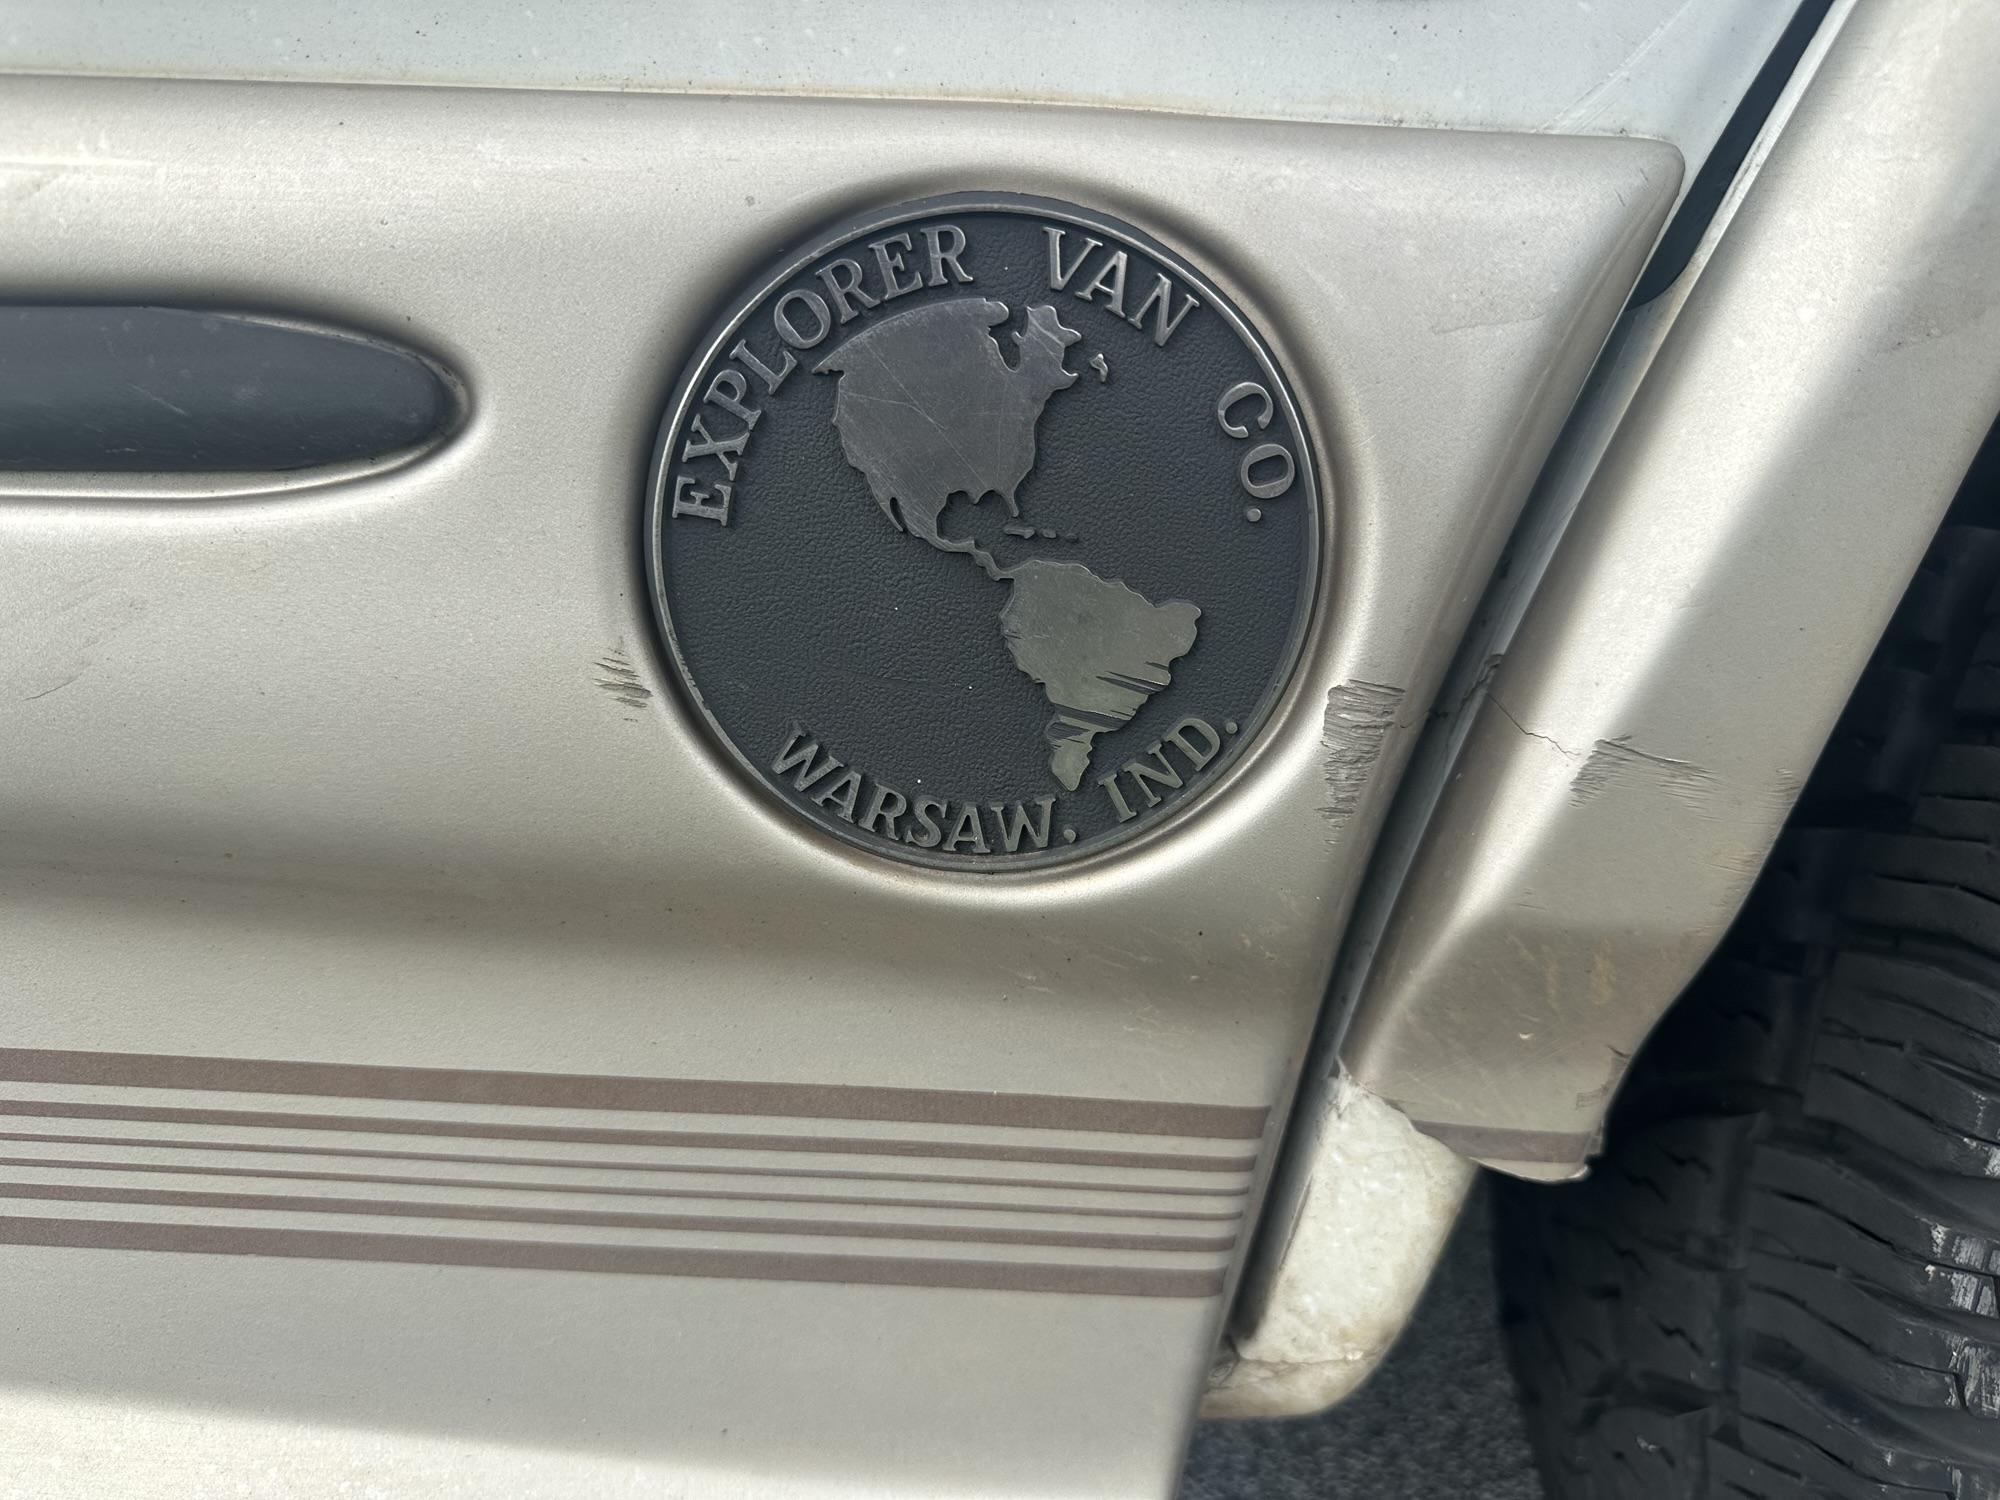 EXPLORER VAN CO.
WARSAW. IND.